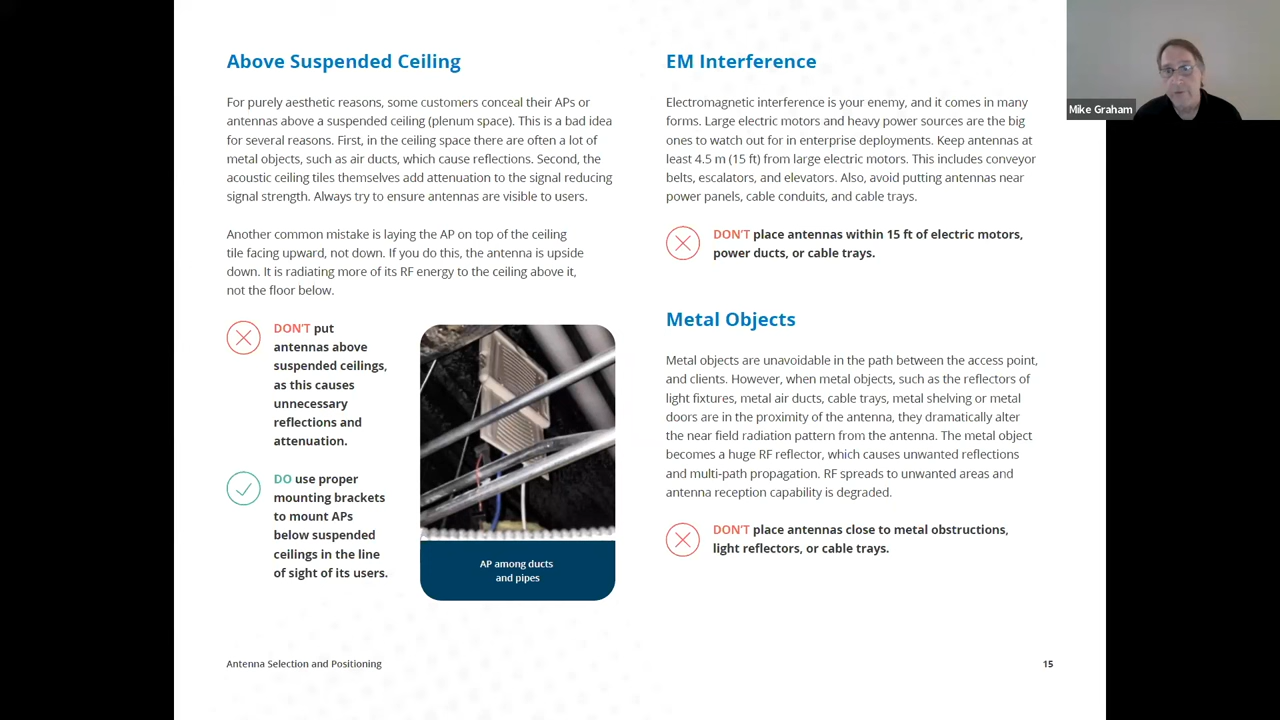 Above Suspended Ceiling
For purely aesthetic reasons, some customers conceal their APs or
antennas above a suspended ceiling (plenum space). This is a bad idea
for several reasons. First, in the ceiling space there are often a lot of
metal objects, such as air ducts, which cause reflections. Second, the
acoustic ceiling tiles themselves add attenuation to the signal reducing
signal strength. Always try to ensure antennas are visible to users.
Another common mistake is laying the AP on top of the ceiling
tile facing upward, not down. If you do this, the antenna is upside
down. It is radiating more of its RF energy to the ceiling above it,
not the floor below.
DON'T put
antennas above
suspended ceilings,
as this causes
unnecessary
reflections and
attenuation.
DO use proper
mounting brackets
to mount APs
below suspended
ceilings in the line
of sight of its users.
AP among ducts
and pipes
EM Interference
Electromagnetic interference is your enemy, and it comes in many
forms. Large electric motors and heavy power sources are the big
ones to watch out for in enterprise deployments. Keep antennas at
least 4.5 m (15 ft) from large electric motors. This includes conveyor
belts, escalators, and elevators. Also, avoid putting antennas near
power panels, cable conduits, and cable trays.
DON'T place antennas within 15 ft of electric motors,
power ducts, or cable trays.
Metal Objects
Metal objects are unavoidable in the path between the access point,
and clients. However, when metal objects, such as the reflectors of
light fixtures, metal air ducts, cable trays, metal shelving or metal
doors are in the proximity of the antenna, they dramatically alter
the near field radiation pattern from the antenna. The metal object
becomes a huge RF reflector, which causes unwanted reflections
and multi-path propagation. RF spreads to unwanted areas and
antenna reception capability is degraded.
DON'T place antennas close to metal obstructions,
light reflectors, or cable trays.
Antenna Selection and Positioning
15
Mike Graham